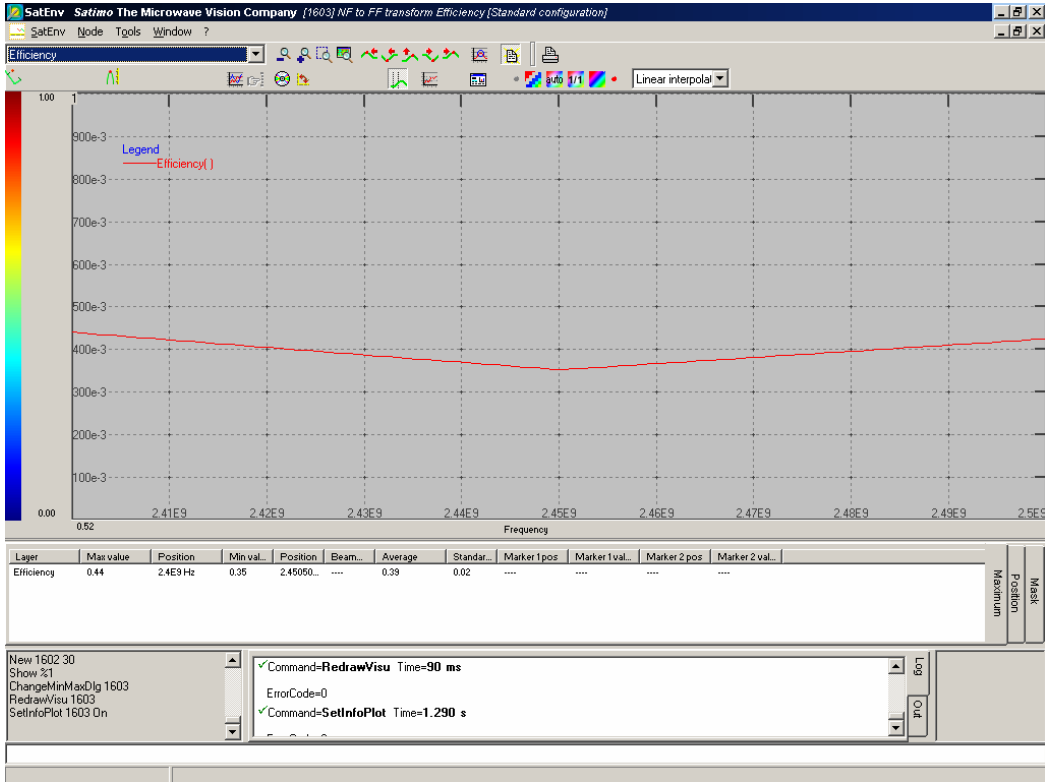 SatEnv Satimo The Microwave Vision Company [1603] NF to FF transform Efficiency [Standard configuration]
SatEnv Node Tools Window ?
Efficiency
auto 1/1 Linear interpolat
1.00 1
900e-3
Legend
Efficiency( )
800e-3
700e-3
600e-3
500e-3
400e-3
300e-3
200e-3
100e-3
0.00 2.41E9 2.42E9 2.43E9 2.44E9 2.45E9 2.46E9 2.47E9 2.48E9 2.49E9 2.5E9
0.52 Frequency
Layer Max value Position Min val... Position Beam... Average Standar... Marker 1 pos Marker 1 val... Marker 2 pos Marker 2 val...
Efficiency 0.44 2.4E9 Hz 0.35 2.45050... ---- 0.39 0.02 ---- ---- ---- ----
Maximum
Position
Mask
New 1602 30
Show %1
ChangeMinMaxDlg 1603
RedrawVisu 1603
SetInfoPlot 1603 On
Command=RedrawVisu Time=90 ms
ErrorCode=0
Command=SetInfoPlot Time=1.290 s
Log
Out